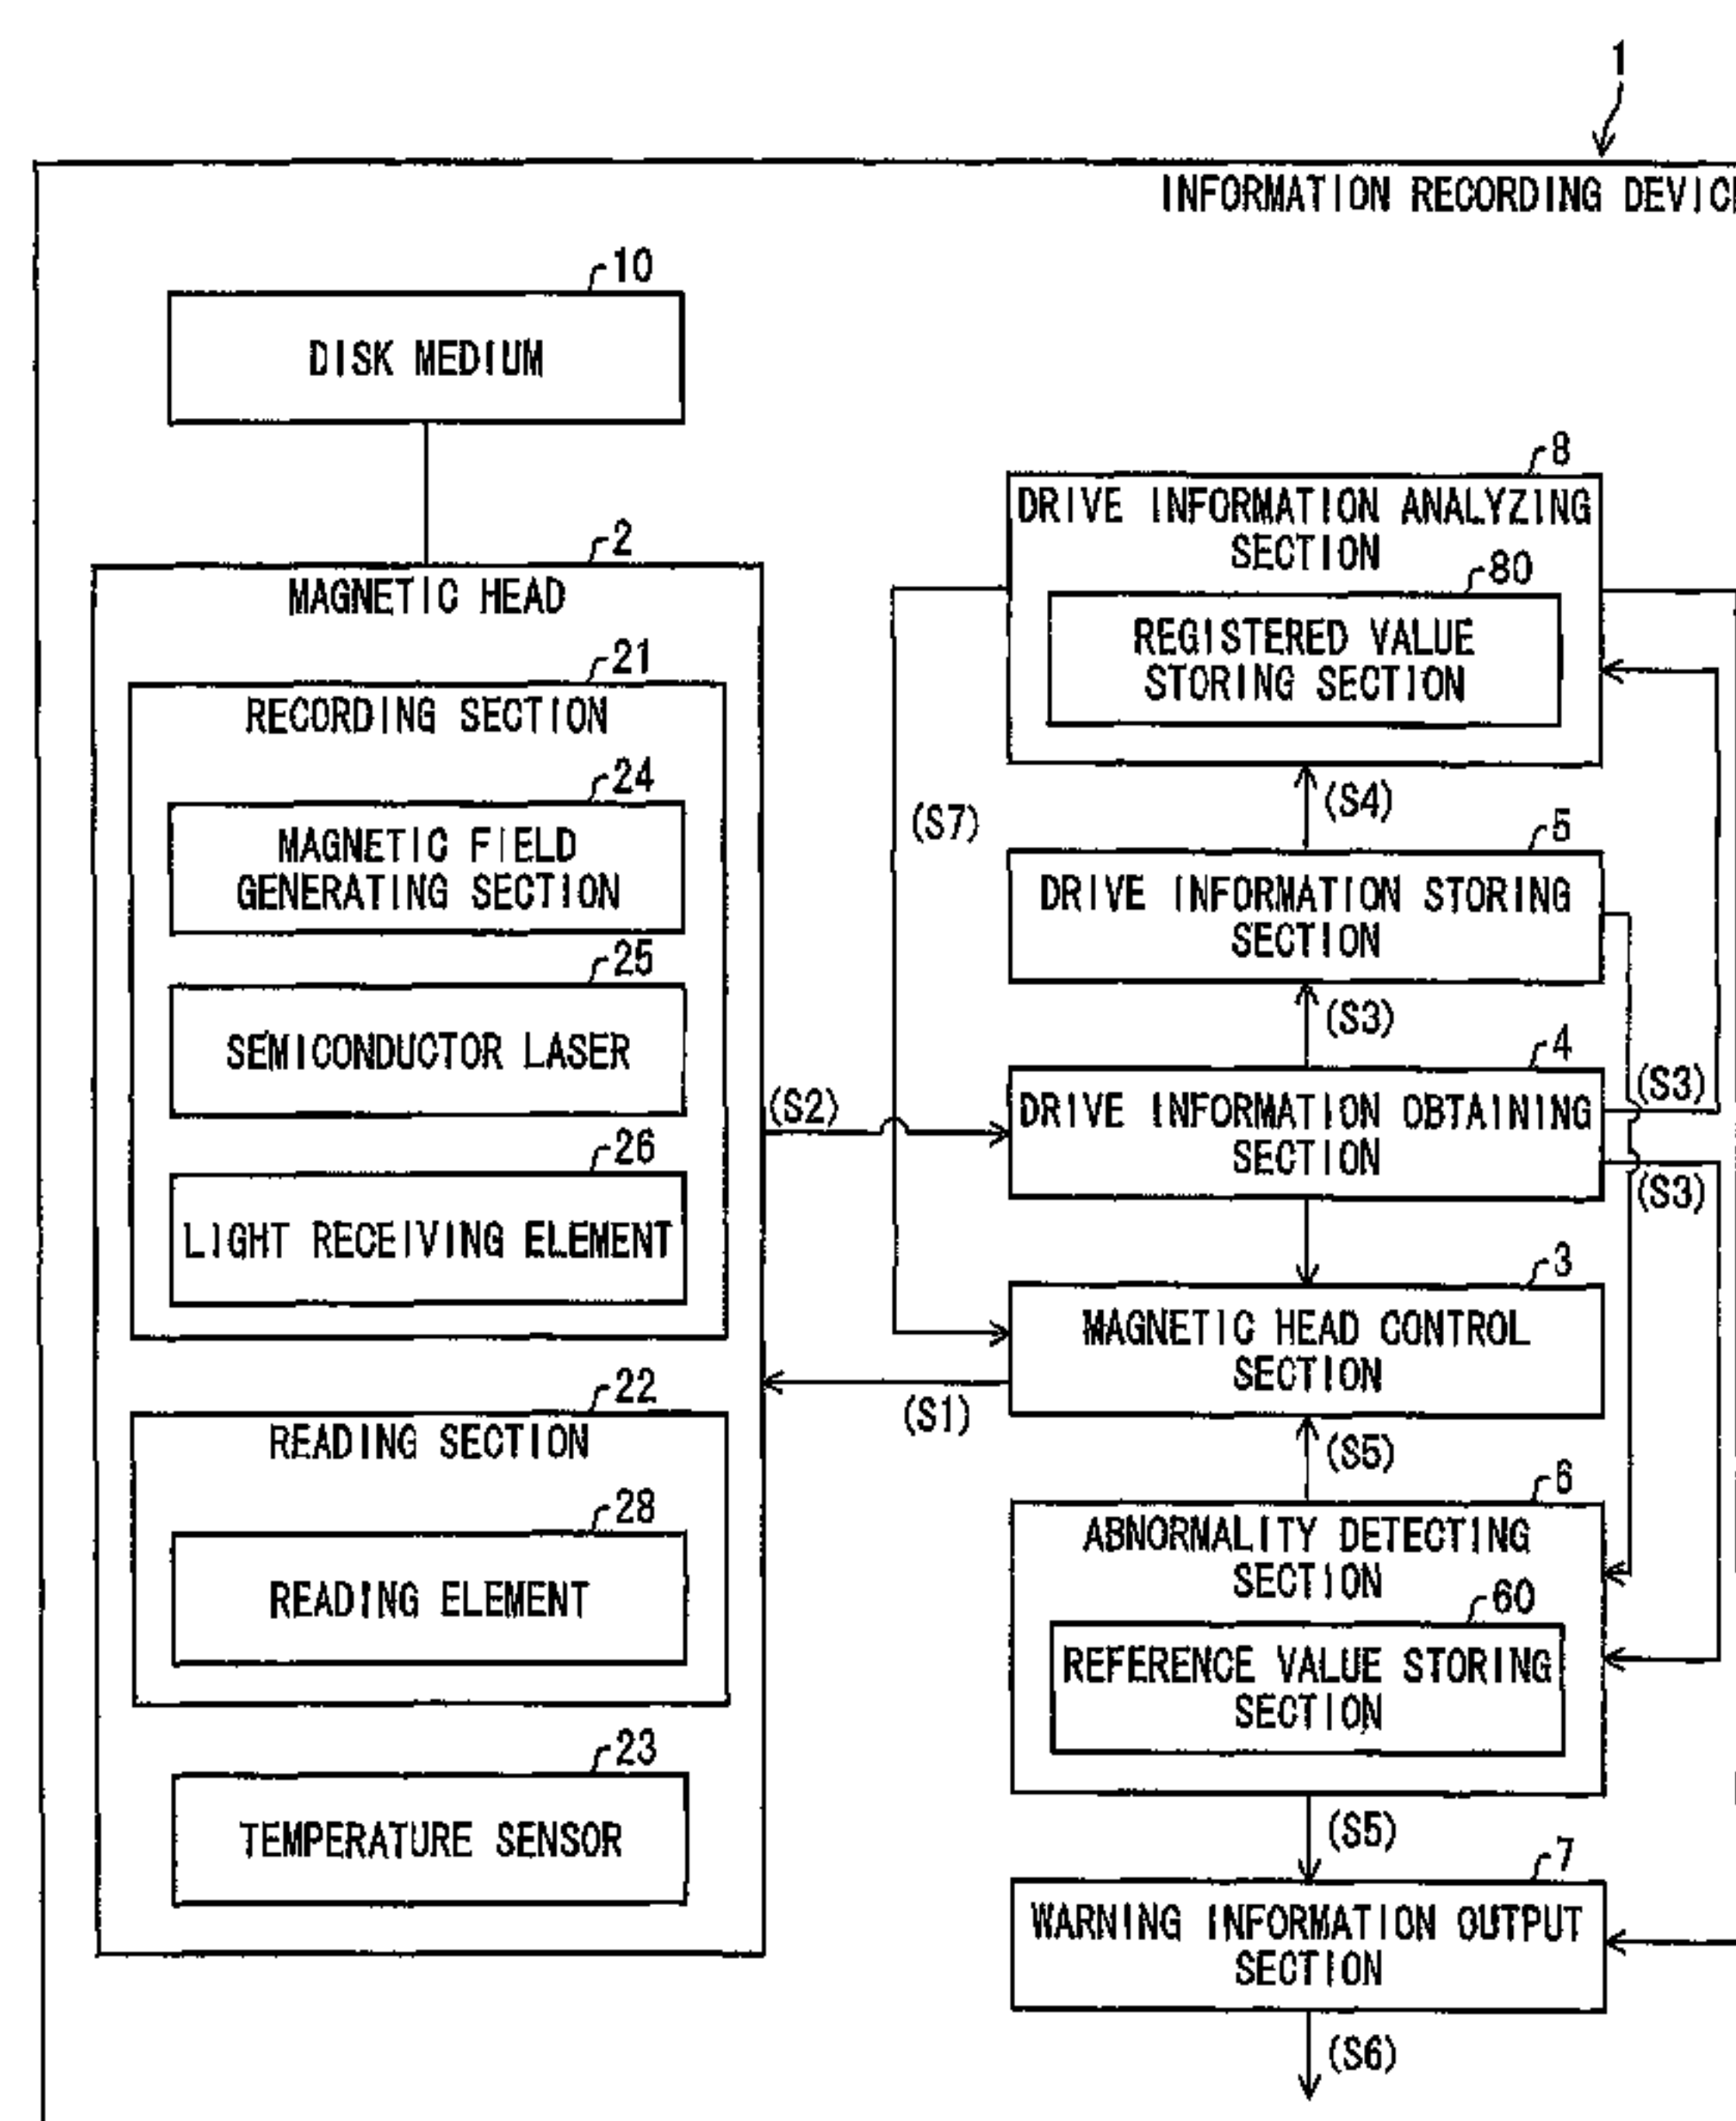 1
INFORMATION RECORDING DEVIC
10
DISK MEDIUM
2
MAGNETIC HEAD
21
RECORDING SECTION
24
MAGNETIC FIELD
GENERATING SECTION
25
SEMICONDUCTOR LASER
26
LIGHT RECEIVING ELEMENT
22
READING SECTION
28
READING ELEMENT
23
TEMPERATURE SENSOR
(S2)
(S1)
(S7)
8
DRIVE INFORMATION ANALYZING
SECTION
80
REGISTERED VALUE
STORING SECTION
(S4)
5
DRIVE INFORMATION STORING
SECTION
(S3)
4
DRIVE INFORMATION OBTAINING
SECTION
(S3)
(S3)
3
MAGNETIC HEAD CONTROL
SECTION
(S5)
6
ABNORMALITY DETECTING
SECTION
60
REFERENCE VALUE STORING
SECTION
(S5)
7
WARNING INFORMATION OUTPUT
SECTION
(S6)